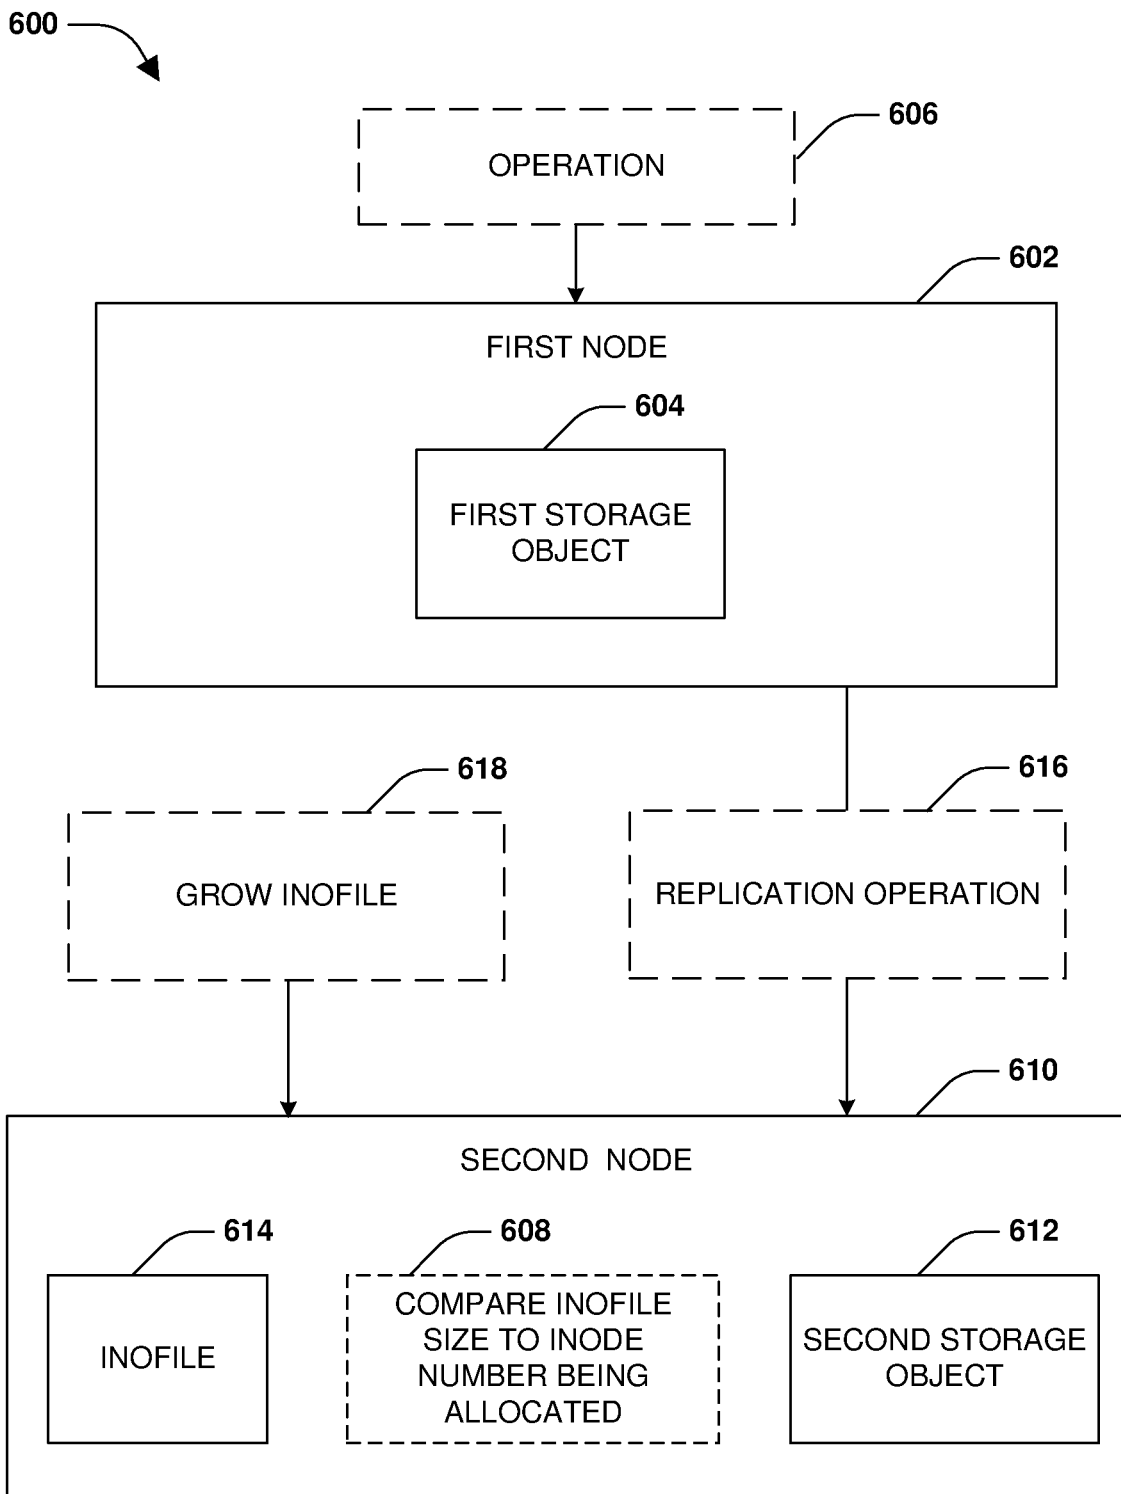 600
606
OPERATION
602
FIRST NODE
604
FIRST STORAGE
OBJECT
618
616
GROW INOFILE
REPLICATION OPERATION
610
SECOND NODE
614
608
612
INOFILE
COMPARE INOFILE
SIZE TO INODE
NUMBER BEING
ALLOCATED
SECOND STORAGE
OBJECT